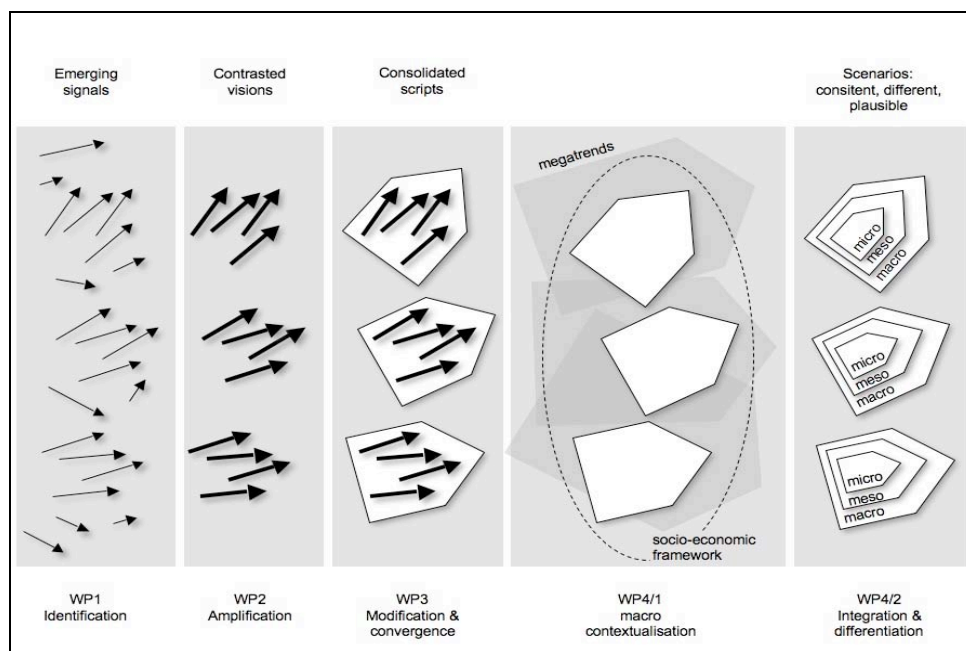 Emerging
signals
Contrasted
visions
Consolidated
scripts
Scenarios:
consitent, different,
plausible
megatrends
socio-economic
framework
micro
meso
macro
micro
meso
macro
micro
meso
macro
WP1
Identification
WP2
Amplification
WP3
Modification &
convergence
WP4/1
macro
contextualisation
WP4/2
Integration &
differentiation